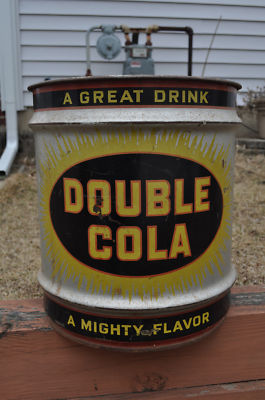 A GREAT DRINK
DOUBLE
COLA
A MIGHTY FLAVOR